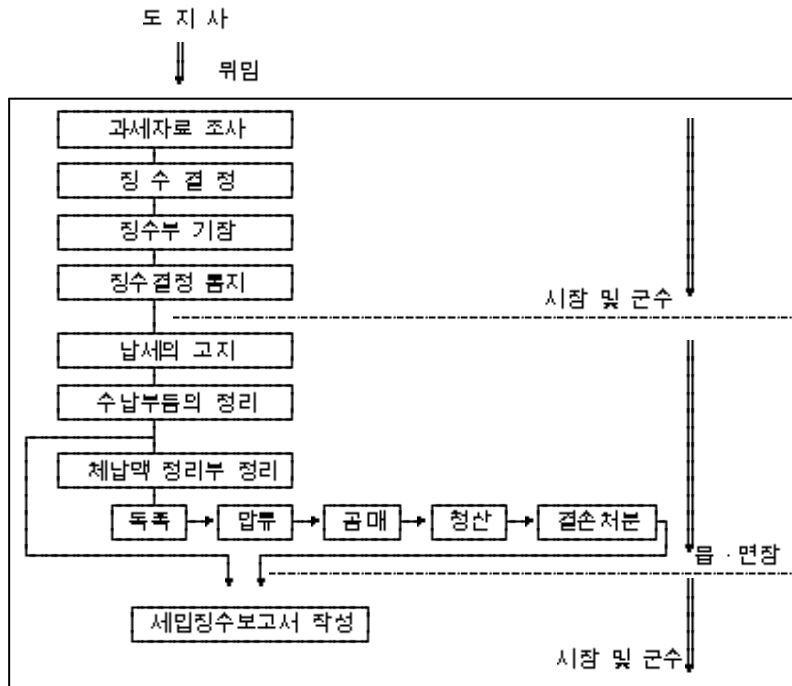 도 지 사
위임
과세자료 조사
징 수 결 정
징수부 기장
징수결정 통지
시장 및 군수
납세의 고지
수납부등의 정리
체납액 정리부 정리
독촉
압류
공매
청산
결손처분
읍 · 면장
세입징수보고서 작성
시장 및 군수